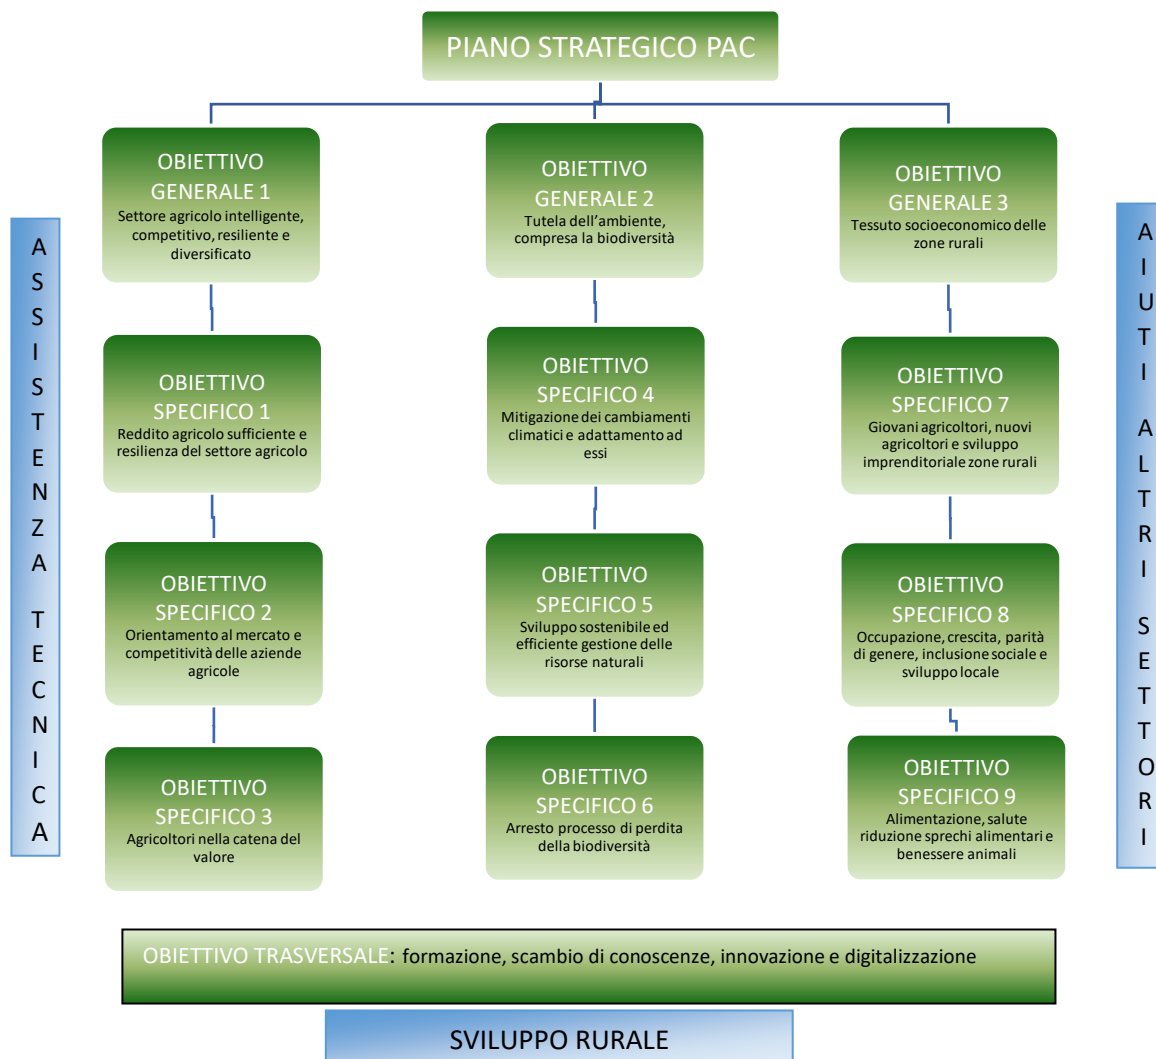 PIANO STRATEGICO PAC
OBIETTIVO
GENERALE 1
Settore agricolo intelligente,
competitivo, resiliente e
diversificato
OBIETTIVO
GENERALE 2
Tutela dell'ambiente,
compresa la biodiversità
OBIETTIVO
GENERALE 3
Tessuto socioeconomico delle
zone rurali
OBIETTIVO
SPECIFICO 1
Reddito agricolo sufficiente e
resilienza del settore agricolo
OBIETTIVO
SPECIFICO 4
Mitigazione dei cambiamenti
climatici e adattamento ad
essi
OBIETTIVO
SPECIFICO 7
Giovani agricoltori, nuovi
agricoltori e sviluppo
imprenditoriale zone rurali
OBIETTIVO
SPECIFICO 2
Orientamento al mercato e
competitività delle aziende
agricole
OBIETTIVO
SPECIFICO 5
Sviluppo sostenibile ed
efficiente gestione delle
risorse naturali
OBIETTIVO
SPECIFICO 8
Occupazione, crescita, parità
di genere, inclusione sociale e
sviluppo locale
OBIETTIVO
SPECIFICO 3
Agricoltori nella catena del
valore
OBIETTIVO
SPECIFICO 6
Arresto processo di perdita
della biodiversità
OBIETTIVO
SPECIFICO 9
Alimentazione, salute
riduzione sprechi alimentari e
benessere animali
ASSISTENZA TECNICA
AIUTI ALTRI SETTORI
OBIETTIVO TRASVERSALE: formazione, scambio di conoscenze, innovazione e digitalizzazione
SVILUPPO RURALE